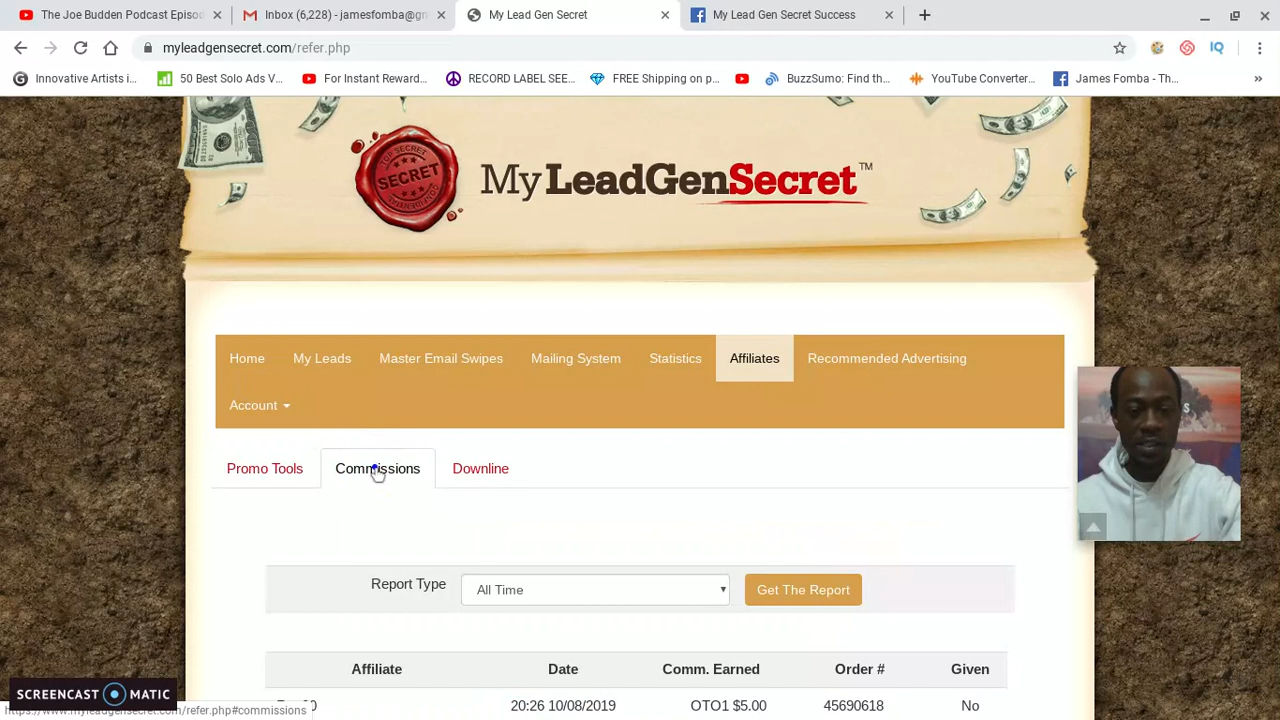 The Joe Budden Podcast Episod
Inbox (6,228) - jamesfomba@gm
My Lead Gen Secret
My Lead Gen Secret Success
myleadgensecret.com/refer.php
Innovative Artists i...
50 Best Solo Ads V...
For Instant Reward...
RECORD LABEL SEE...
FREE Shipping on p...
BuzzSumo: Find th...
YouTube Converter...
James Fomba - Th...
»
TOP SECRET
SECRET
MyLeadGenSecret™
Home
My Leads
Master Email Swipes
Mailing System
Statistics
Affiliates
Recommended Advertising
Account
Promo Tools
Commissions
Downline
Report Type
All Time
Get The Report
Affiliate
Date
Comm. Earned
Order #
Given
20:26 10/08/2019
OTO1 $5.00
45690618
No
SCREENCAST MATIC
https://www.myleadgensecret.com/refer.php#commissions